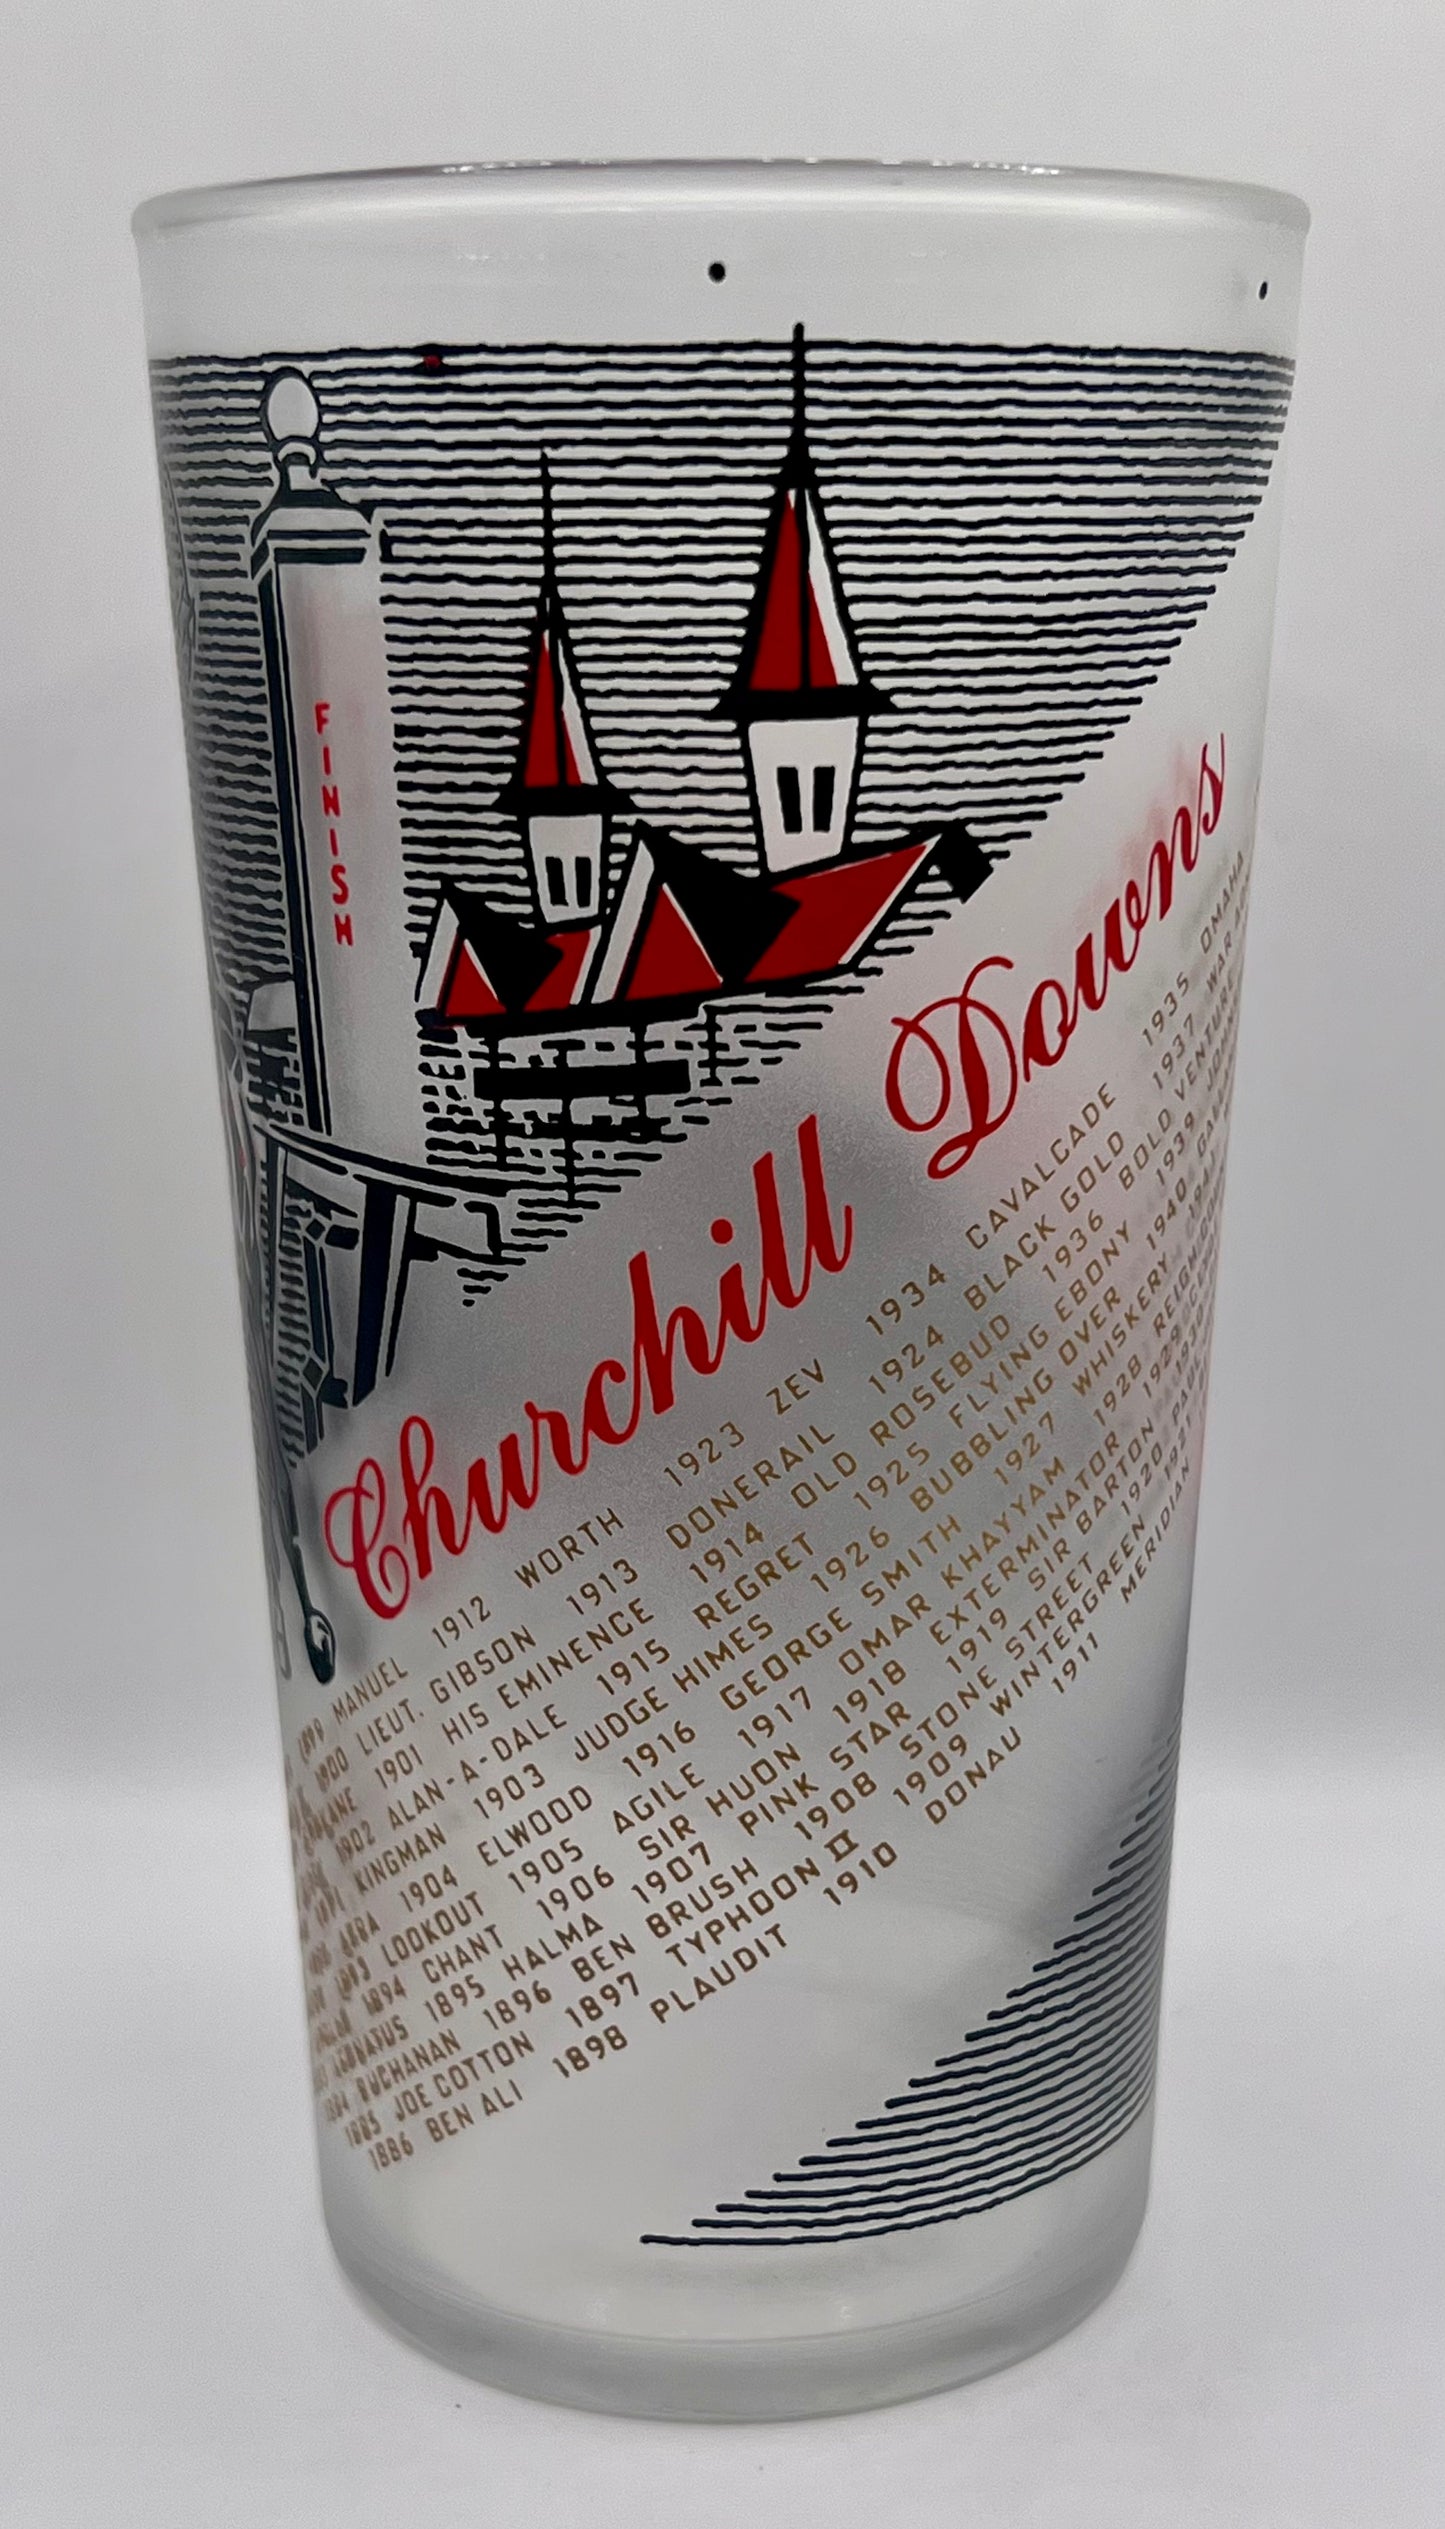 FINISH
Churchill Downs
MANUEL 1912 WORTH 1923 ZEV 1934 CAVALCADE 1935 OMAHA
1900 LIEUT. GIBSON 1913 DONERAIL 1924 BLACK GOLD 1937 WAR
1901 HIS EMINENCE 1914 OLD ROSEBUD 1936 BOLD VENTURE
1902 ALAN-A-DALE 1915 REGRET 1925 FLYING EBONY 1939
KINGMAN 1903 JUDGE HIMES 1926 BUBBLING OVER 1940
1904 ELWOOD 1916 GEORGE SMITH 1927 WHISKERY
LOOKOUT 1905 AGILE 1917 OMAR KHAYYAM 1928 REIGH
1894 CHANT 1906 SIR HUON 1918 EXTERMINATOR 1929
1895 HALMA 1907 PINK STAR 1919 SIR BARTON 1930
BUCHANAN 1896 BEN BRUSH 1908 STONE STREET 1920 PAUL
1885 JOE COTTON 1897 TYPHOON II 1909 WINTERGREEN 1921
1886 BEN ALI 1898 PLAUDIT 1910 DONAU 1911 MERIDIAN